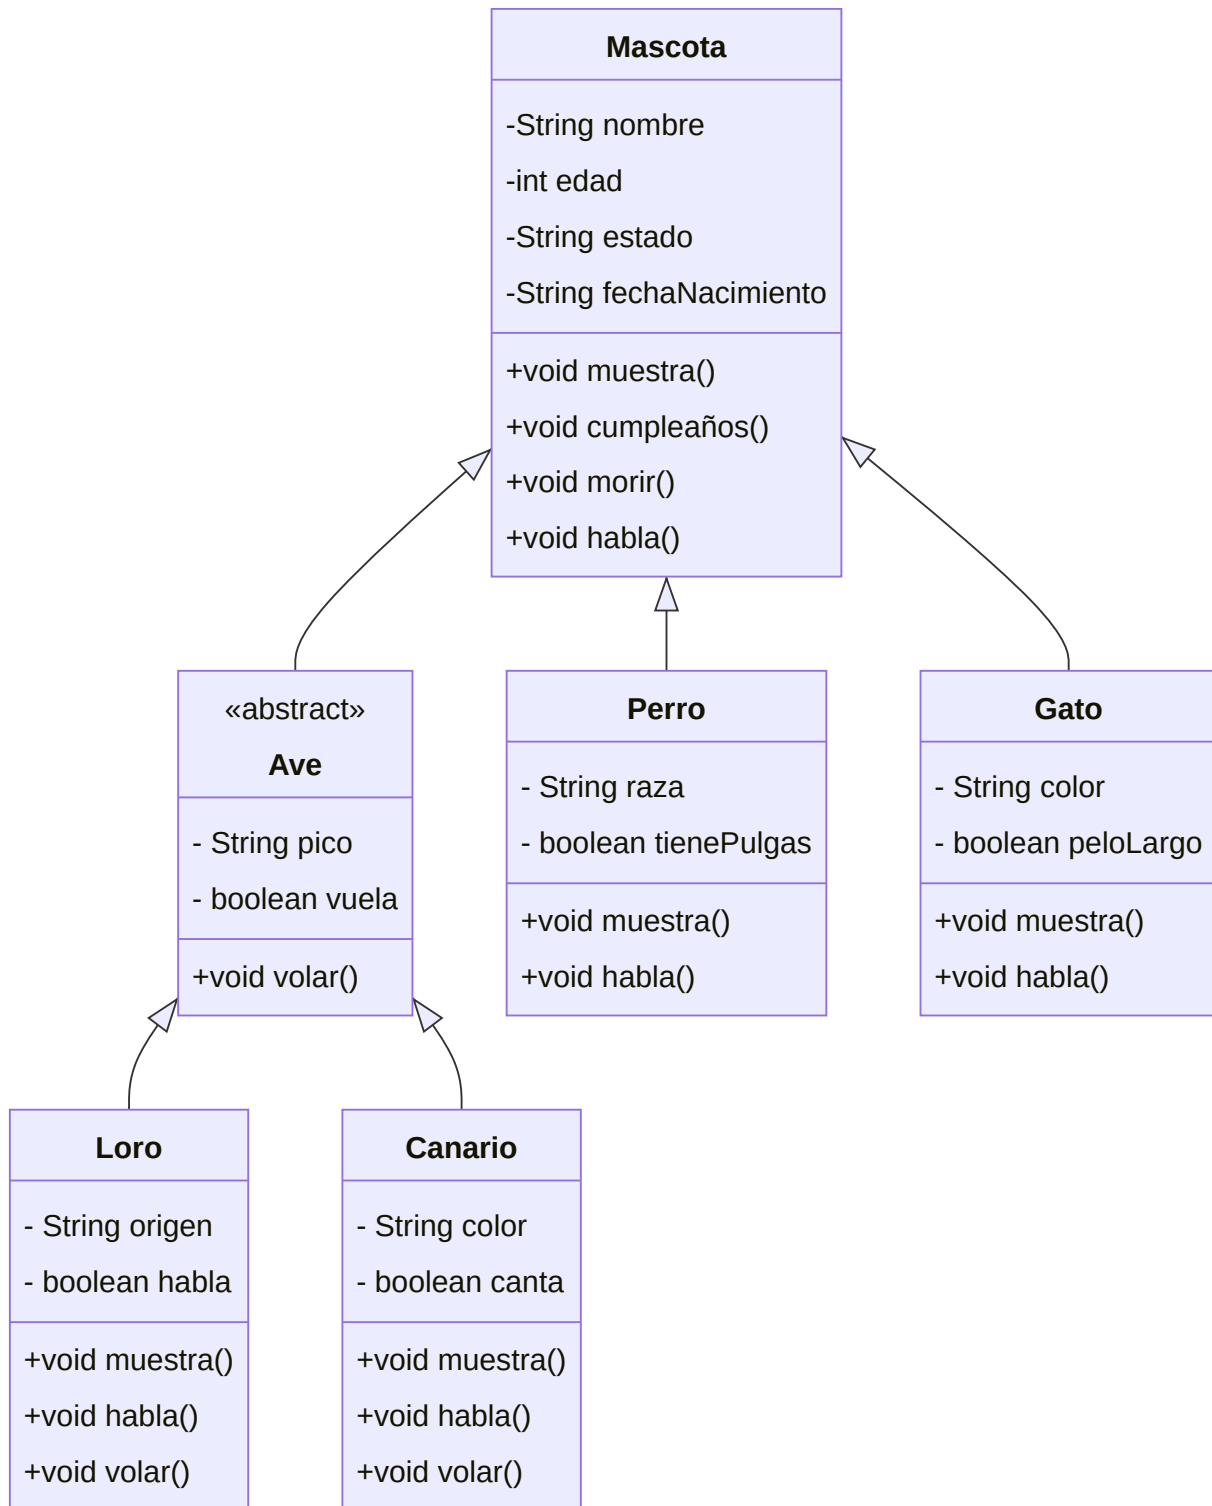 Mascota
-String nombre
-int edad
-String estado
-String fechaNacimiento
+void muestra()
+void cumpleaños()
+void morir()
+void habla()
«abstract»
Ave
- String pico
- boolean vuela
+void volar()
Perro
- String raza
- boolean tienePulgas
+void muestra()
+void habla()
Gato
- String color
- boolean peloLargo
+void muestra()
+void habla()
Loro
- String origen
- boolean habla
+void muestra()
+void habla()
+void volar()
Canario
- String color
- boolean canta
+void muestra()
+void habla()
+void volar()